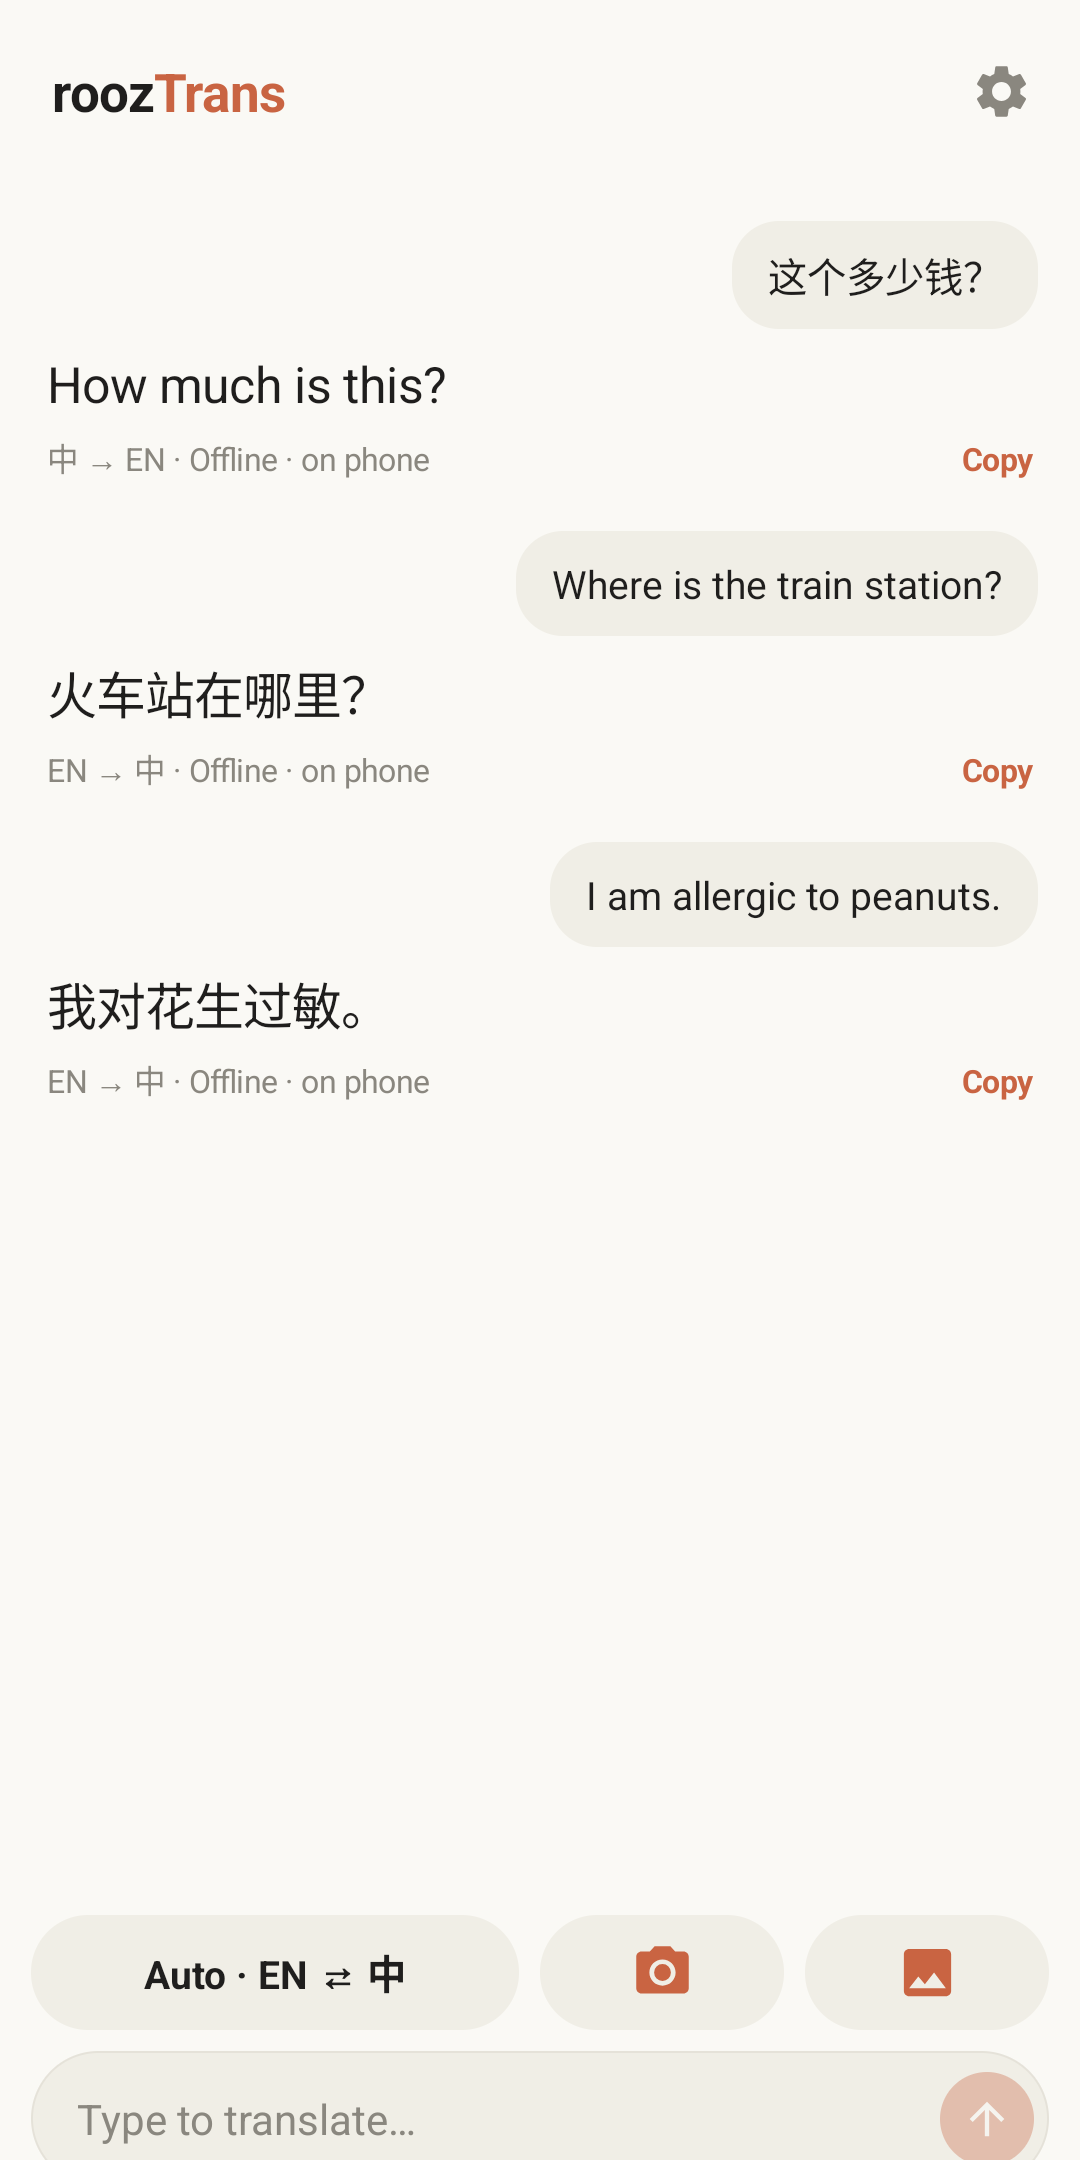 roozTrans
这个多少钱？
How much is this?
中 → EN · Offline · on phone
Copy
Where is the train station?
火车站在哪里？
EN → 中 · Offline · on phone
Copy
I am allergic to peanuts.
我对花生过敏。
EN → 中 · Offline · on phone
Copy
Auto · EN ⇄ 中
Type to translate…